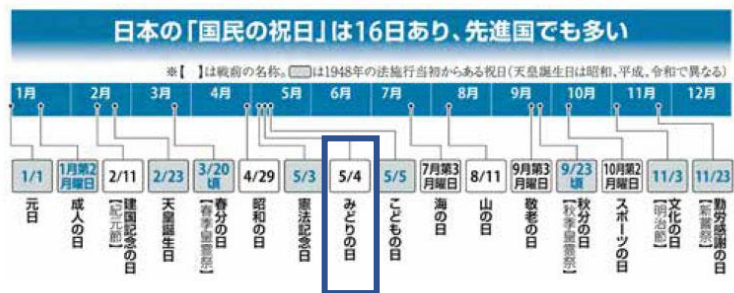 日本の「国民の祝日」は16日あり、先進国でも多い
※【 】は戦前の名称。 は1948年の法施行当初からある祝日(天皇誕生日は昭和、平成、令和で異なる)
1月 2月 3月 4月 5月 6月 7月 8月 9月 10月 11月 12月
1/1
元日
1月第2
月曜日
成人の日
2/11
建国記念の日
【紀元節】
2/23
天皇誕生日
3/20
頃
春分の日
【春季皇霊祭】
4/29
昭和の日
5/3
憲法記念日
5/4
みどりの日
5/5
こどもの日
7月第3
月曜日
海の日
8/11
山の日
9月第3
月曜日
敬老の日
9/23
頃
秋分の日
【秋季皇霊祭】
10月第2
月曜日
スポーツの日
11/3
文化の日
【明治節】
11/23
勤労感謝の日
【新嘗祭】